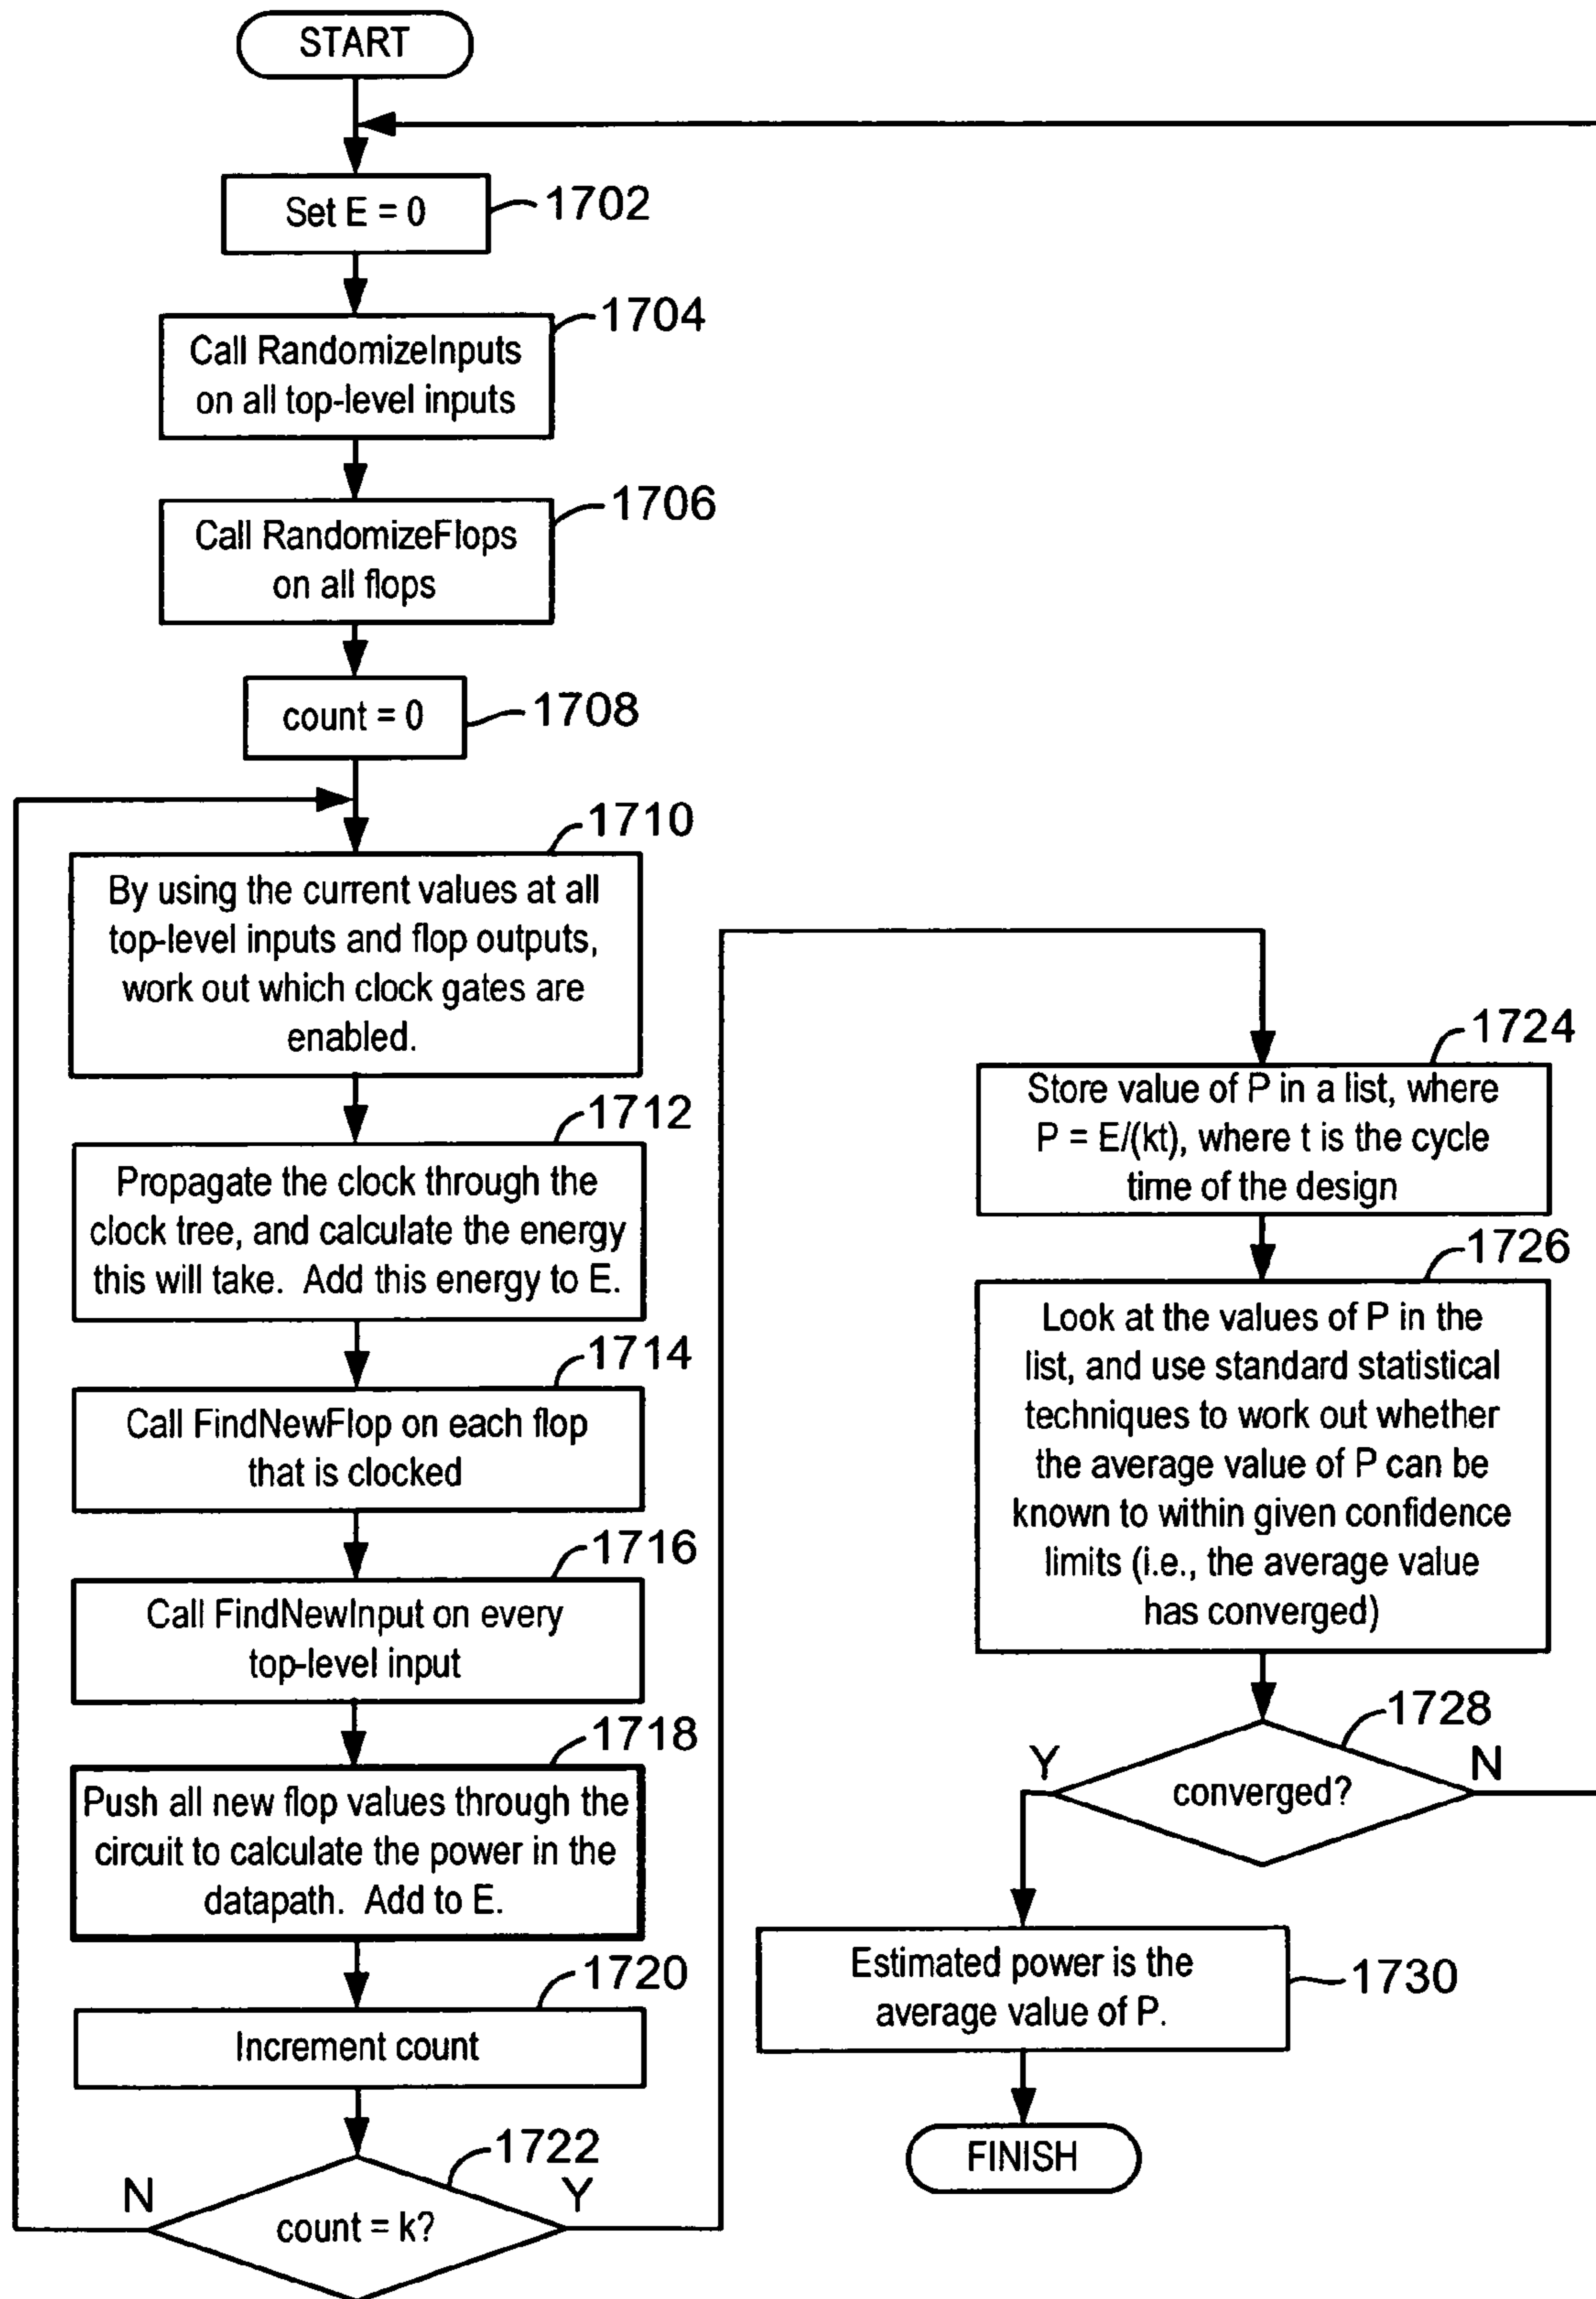 START
Set E = 0
1702
1704
Call RandomizeInputs
on all top-level inputs
1706
Call RandomizeFlops
on all flops
count = 0
1708
1710
By using the current values at all
top-level inputs and flop outputs,
work out which clock gates are
enabled.
1712
Propagate the clock through the
clock tree, and calculate the energy
this will take. Add this energy to E.
1714
Call FindNewFlop on each flop
that is clocked
1716
Call FindNewInput on every
top-level input
1718
Push all new flop values through the
circuit to calculate the power in the
datapath. Add to E.
1720
Increment count
1722
N
Y
count = k?
1724
Store value of P in a list, where
P = E/(kt), where t is the cycle
time of the design
1726
Look at the values of P in the
list, and use standard statistical
techniques to work out whether
the average value of P can be
known to within given confidence
limits (i.e., the average value
has converged)
1728
Y
N
converged?
Estimated power is the
average value of P.
1730
FINISH